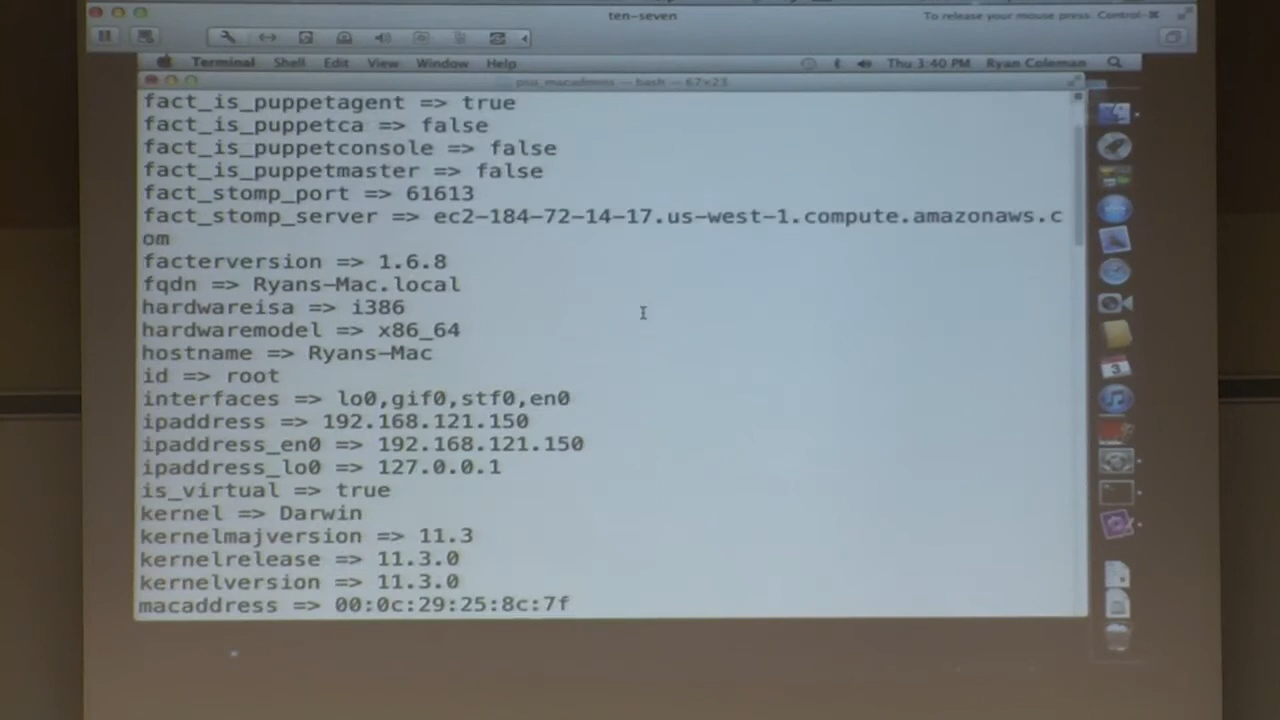 ten-seven
To release your mouse press: Control-⌘
Terminal Shell Edit View Window Help
Thu 3:40 PM Ryan Coleman
psu_macadmins — bash — 67×23
fact_is_puppetagent => true
fact_is_puppetca => false
fact_is_puppetconsole => false
fact_is_puppetmaster => false
fact_stomp_port => 61613
fact_stomp_server => ec2-184-72-14-17.us-west-1.compute.amazonaws.c
om
facterversion => 1.6.8
fqdn => Ryans-Mac.local
hardwareisa => i386
hardwaremodel => x86_64
hostname => Ryans-Mac
id => root
interfaces => lo0,gif0,stf0,en0
ipaddress => 192.168.121.150
ipaddress_en0 => 192.168.121.150
ipaddress_lo0 => 127.0.0.1
is_virtual => true
kernel => Darwin
kernelmajversion => 11.3
kernelrelease => 11.3.0
kernelversion => 11.3.0
macaddress => 00:0c:29:25:8c:7f
3